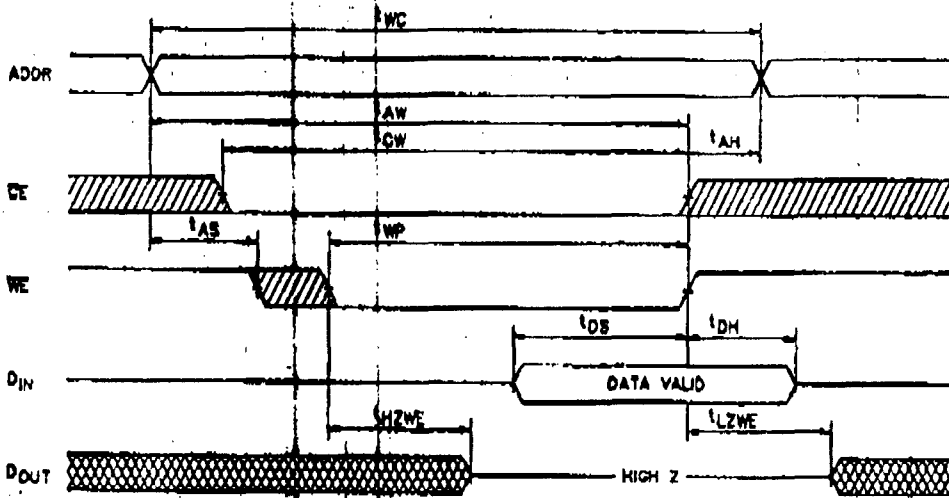 tWC
ADDR
tAW
tCW
tAH
CE
tAS
tWP
WE
tDS
tDH
DIN
DATA VALID
tHZWE
tLZWE
DOUT
HIGH Z